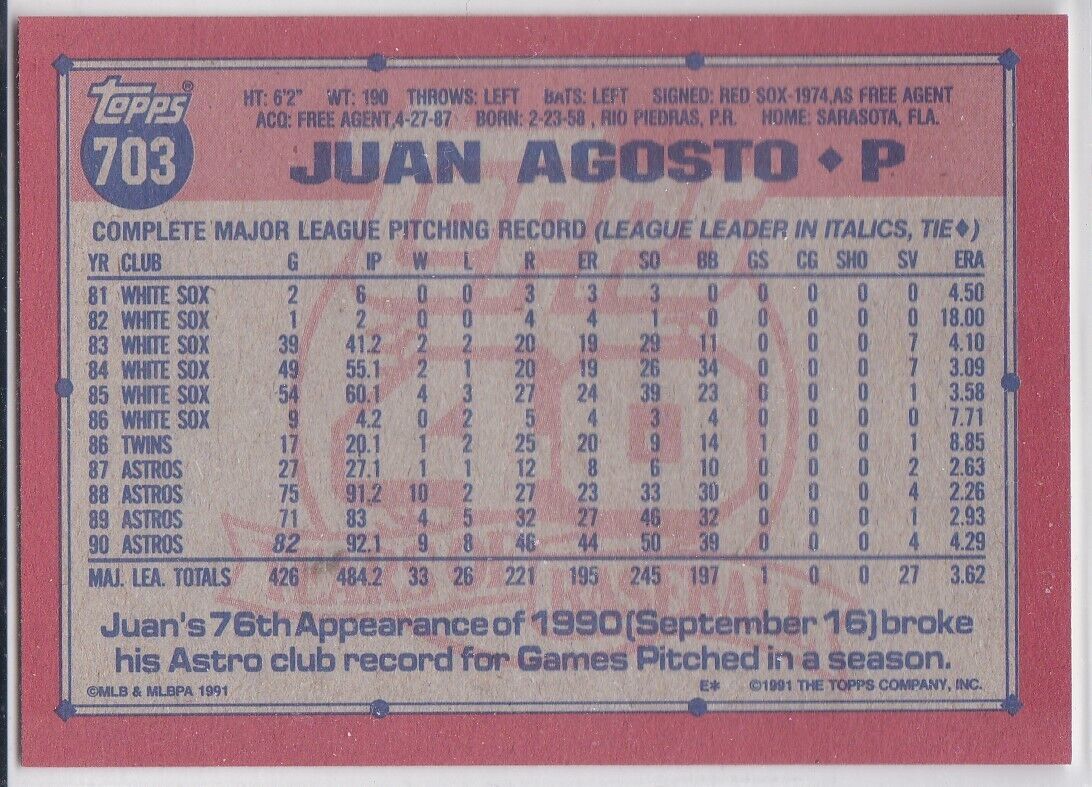 Topps®
703
HT: 6'2" WT: 190 THROWS: LEFT BATS: LEFT SIGNED: RED SOX-1974,AS FREE AGENT
ACQ: FREE AGENT,4-27-87 BORN: 2-23-58 , RIO PIEDRAS, P.R. HOME: SARASOTA, FLA.
JUAN AGOSTO ♦ P
COMPLETE MAJOR LEAGUE PITCHING RECORD (LEAGUE LEADER IN ITALICS, TIE♦)
YR CLUB G IP W L R ER SO BB GS CG SHO SV ERA
81 WHITE SOX 2 6 0 0 3 3 3 0 0 0 0 0 4.50
82 WHITE SOX 1 2 0 0 4 4 1 0 0 0 0 0 18.00
83 WHITE SOX 39 41.2 2 2 20 19 29 11 0 0 0 7 4.10
84 WHITE SOX 49 55.1 2 1 20 19 26 34 0 0 0 7 3.09
85 WHITE SOX 54 60.1 4 3 27 24 39 23 0 0 0 1 3.58
86 WHITE SOX 9 4.2 0 2 5 4 3 4 0 0 0 0 7.71
86 TWINS 17 20.1 1 2 25 20 9 14 1 0 0 1 8.85
87 ASTROS 27 27.1 1 1 12 8 6 10 0 0 0 2 2.63
88 ASTROS 75 91.2 10 2 27 23 33 30 0 0 0 4 2.26
89 ASTROS 71 83 4 5 32 27 46 32 0 0 0 1 2.93
90 ASTROS 82 92.1 9 8 46 44 50 39 0 0 0 4 4.29
MAJ. LEA. TOTALS 426 484.2 33 26 221 195 245 197 1 0 0 27 3.62
Juan's 76th Appearance of 1990 (September 16) broke
his Astro club record for Games Pitched in a season.
©MLB & MLBPA 1991 E* ©1991 THE TOPPS COMPANY, INC.
Topps
40